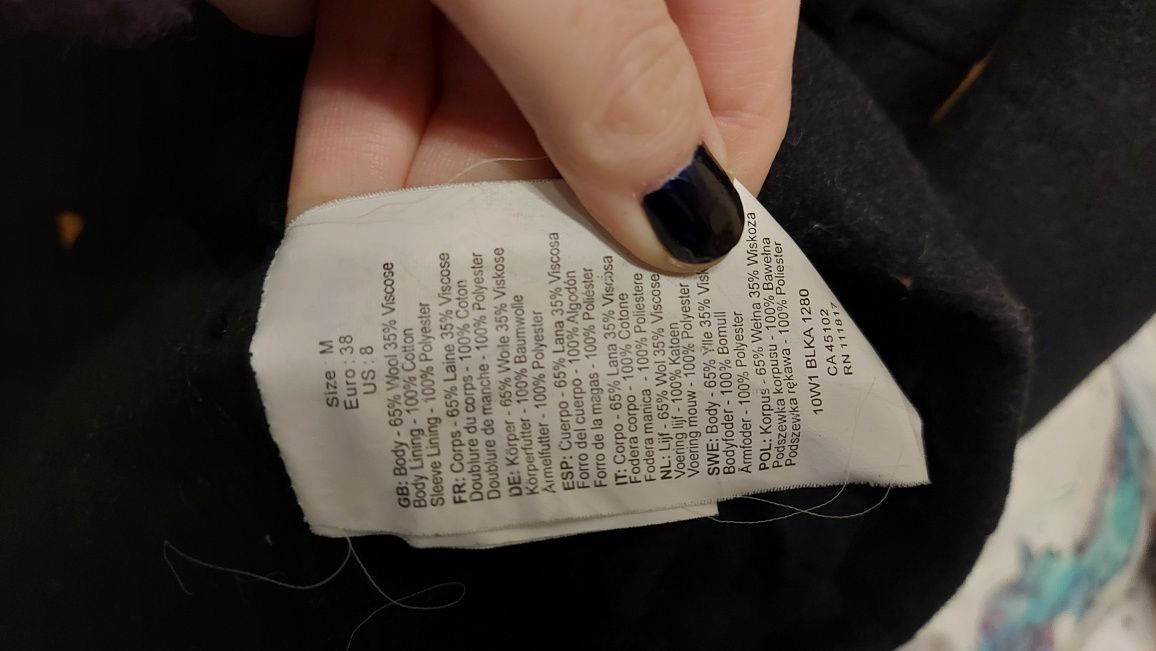 Size : M
Euro : 38
US : 8
GB: Body - 65% Wool 35% Viscose
Body Lining - 100% Cotton
Sleeve Lining - 100% Polyester
FR: Corps - 65% Laine 35% Viscose
Doublure du corps - 100% Coton
Doublure de manche - 100% Polyester
DE: Körper - 65% Wolle 35% Viskose
Körperfutter - 100% Baumwolle
Ärmelfutter - 100% Polyester
ESP: Cuerpo - 65% Lana 35% Viscosa
Forro del cuerpo - 100% Algodón
Forro de la magas - 100% Poliéster
IT: Corpo - 65% Lana 35% Viscosa
Fodera corpo - 100% Cotone
Fodera manica - 100% Poliestere
NL: Lijf - 65% Wol 35% Viscose
Voering lijf - 100% Katoen
Voering mouw - 100% Polyester
SWE: Body - 65% Ylle 35% Visk
Bodyfoder - 100% Bomull
Ärmfoder - 100% Polyester
POL: Korpus - 65% Wełna 35% Wiskoza
Podszewka korpusu - 100% Bawełna
Podszewka rękawa - 100% Poliester
10W1 BLKA 1280
CA 45102
RN 111817